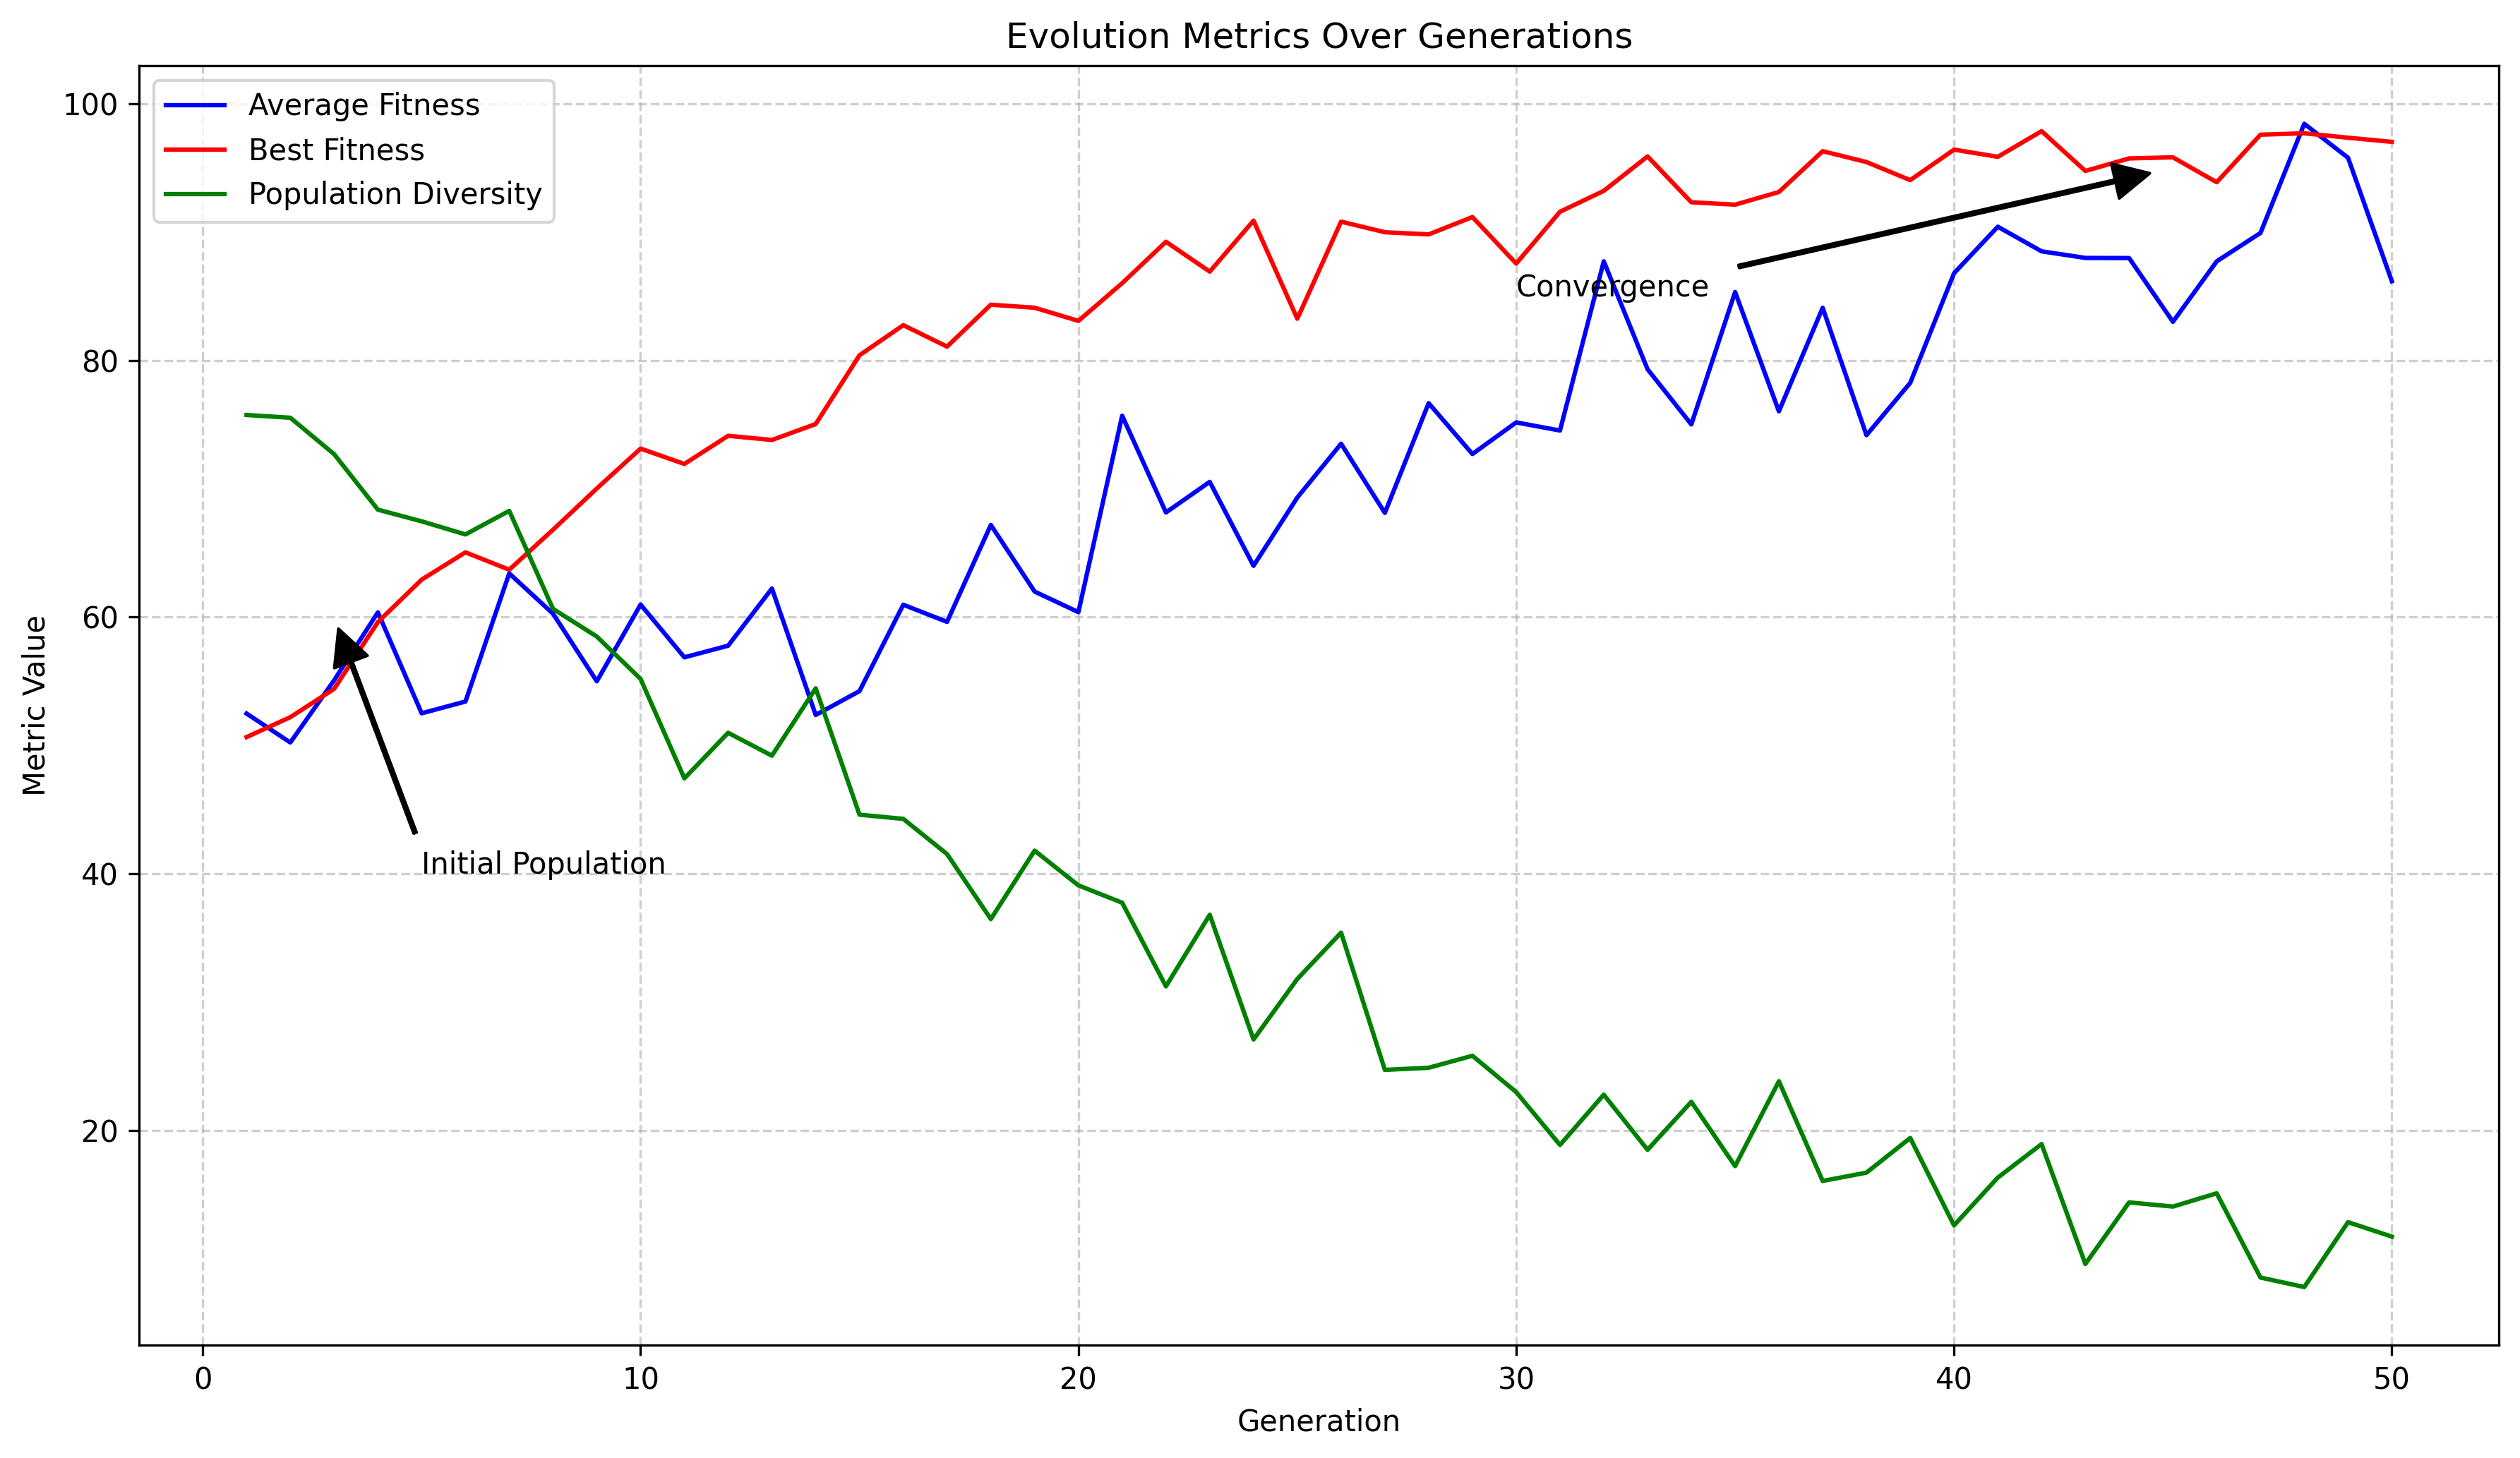 Evolution Metrics Over Generations
Average Fitness
Best Fitness
Population Diversity
Convergence
Initial Population
Metric Value
100
80
60
40
20
0 10 20 30 40 50
Generation